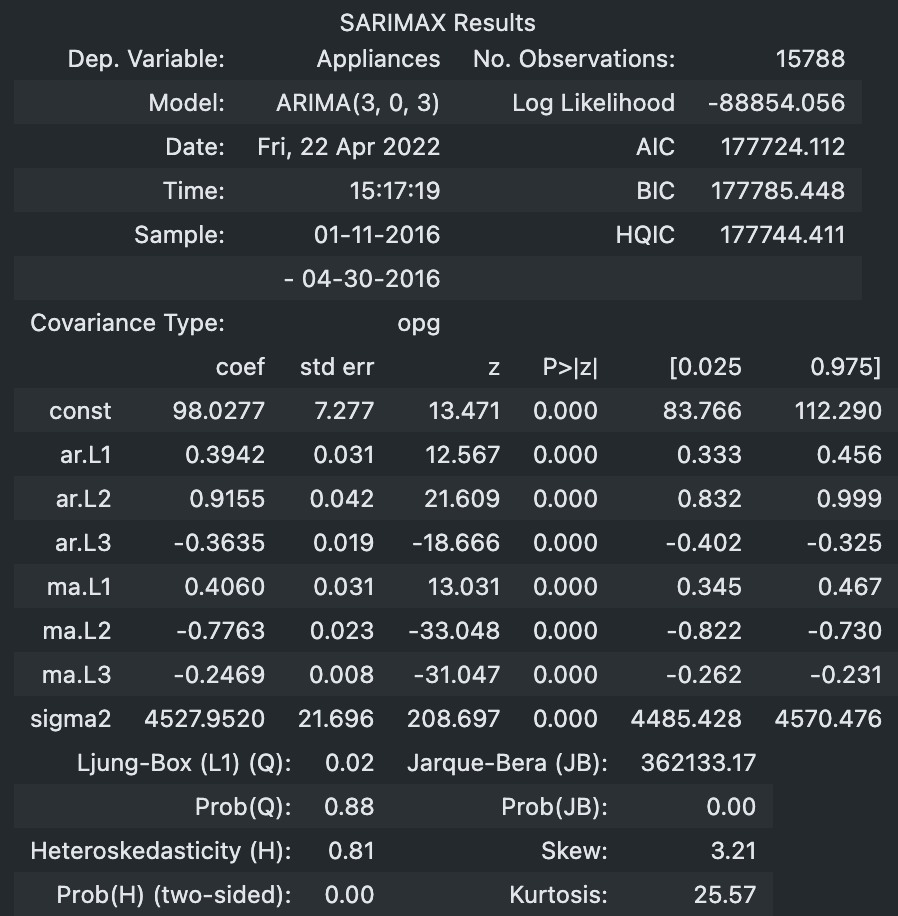 SARIMAX Results
Dep. Variable: Appliances No. Observations: 15788
Model: ARIMA(3, 0, 3) Log Likelihood -88854.056
Date: Fri, 22 Apr 2022 AIC 177724.112
Time: 15:17:19 BIC 177785.448
Sample: 01-11-2016 HQIC 177744.411
- 04-30-2016
Covariance Type: opg
coef std err z P>|z| [0.025 0.975]
const 98.0277 7.277 13.471 0.000 83.766 112.290
ar.L1 0.3942 0.031 12.567 0.000 0.333 0.456
ar.L2 0.9155 0.042 21.609 0.000 0.832 0.999
ar.L3 -0.3635 0.019 -18.666 0.000 -0.402 -0.325
ma.L1 0.4060 0.031 13.031 0.000 0.345 0.467
ma.L2 -0.7763 0.023 -33.048 0.000 -0.822 -0.730
ma.L3 -0.2469 0.008 -31.047 0.000 -0.262 -0.231
sigma2 4527.9520 21.696 208.697 0.000 4485.428 4570.476
Ljung-Box (L1) (Q): 0.02 Jarque-Bera (JB): 362133.17
Prob(Q): 0.88 Prob(JB): 0.00
Heteroskedasticity (H): 0.81 Skew: 3.21
Prob(H) (two-sided): 0.00 Kurtosis: 25.57